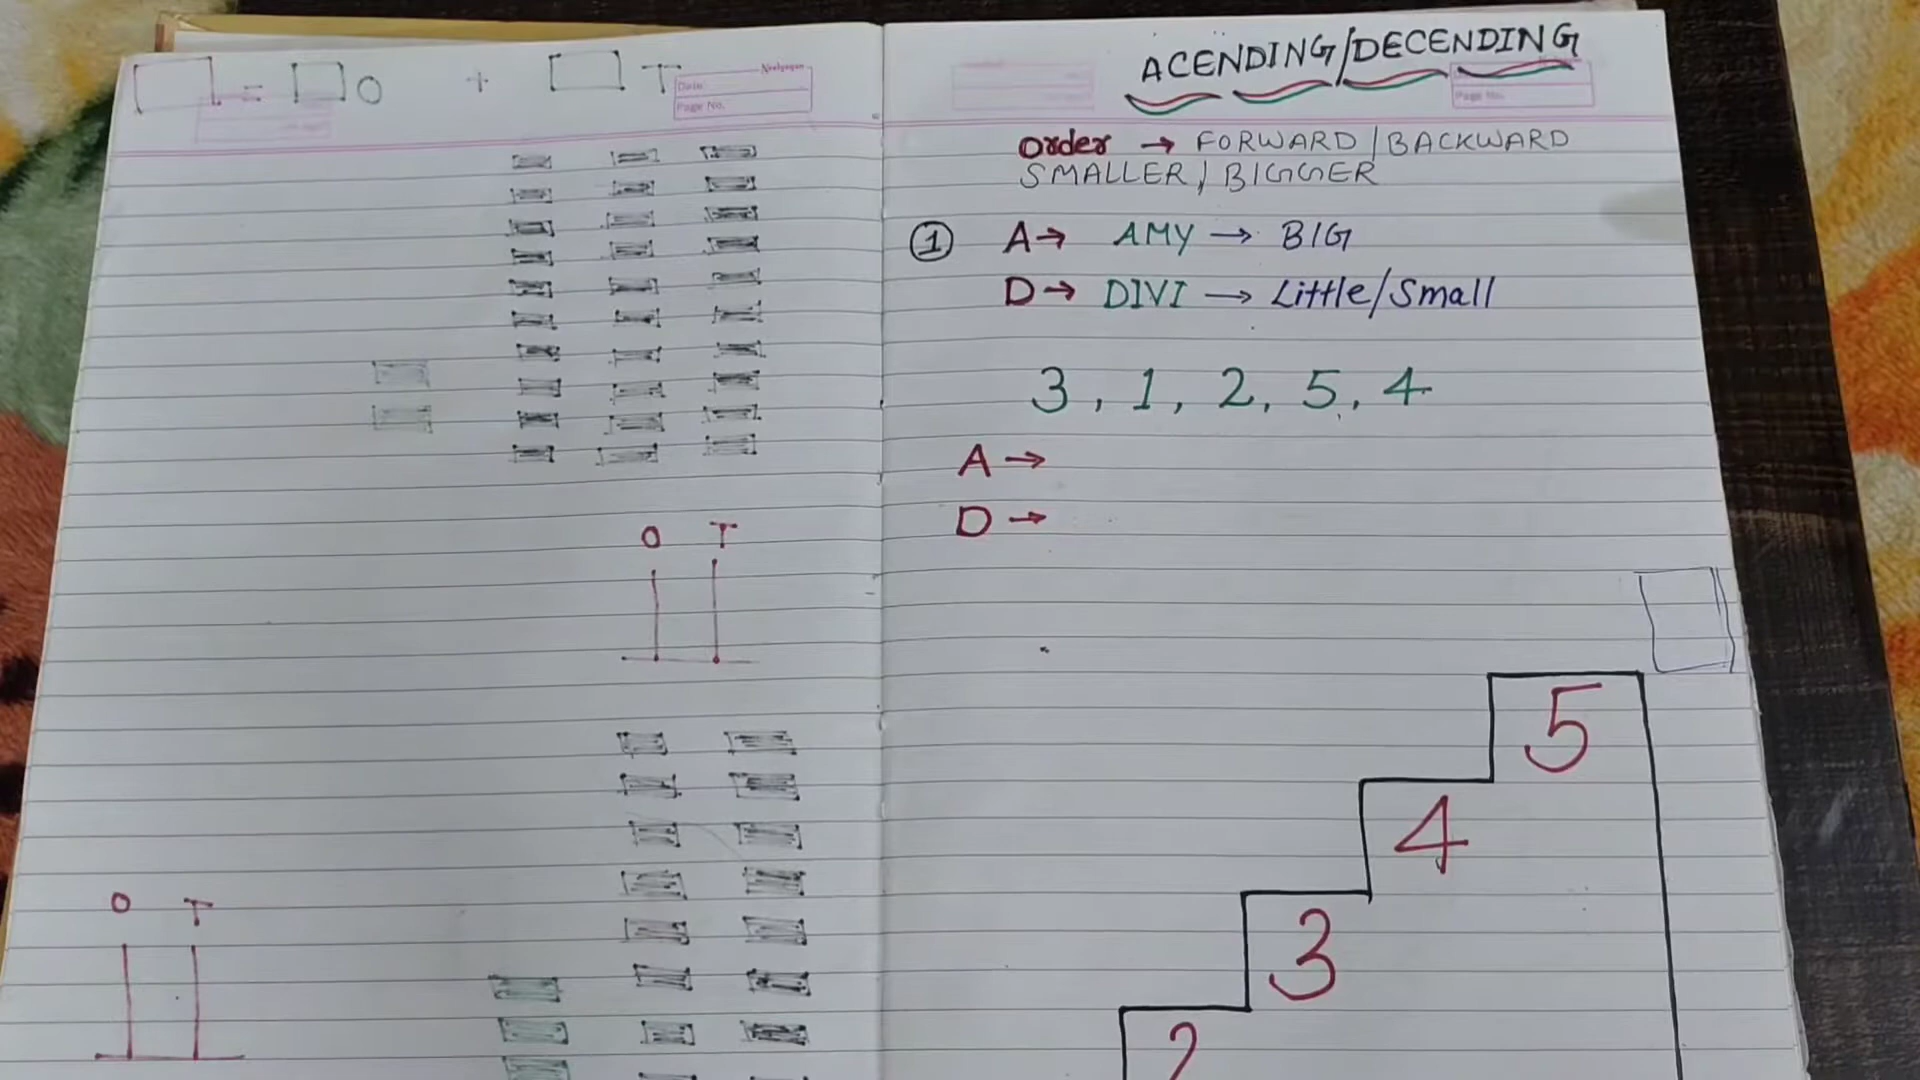 = O + T
Neelgagan
Date:
Page No.
O T
O T
ACENDING/DECENDING
Page No.
Order → FORWARD/BACKWARD
SMALLER/BIGGER
① A→ AMY → BIG
D→ DIVI → Little/Small
3, 1, 2, 5, 4
A →
D →
5
4
3
2